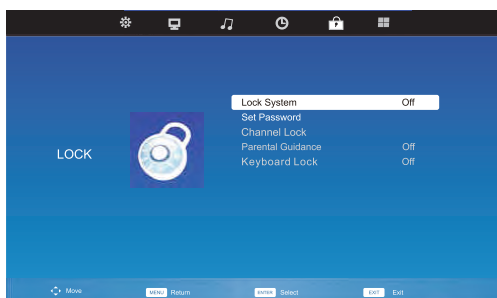 Lock System Off
Set Password
Channel Lock
Parental Guidance Off
Keyboard Lock Off
LOCK
Move MENU Return ENTER Select EXIT Exit